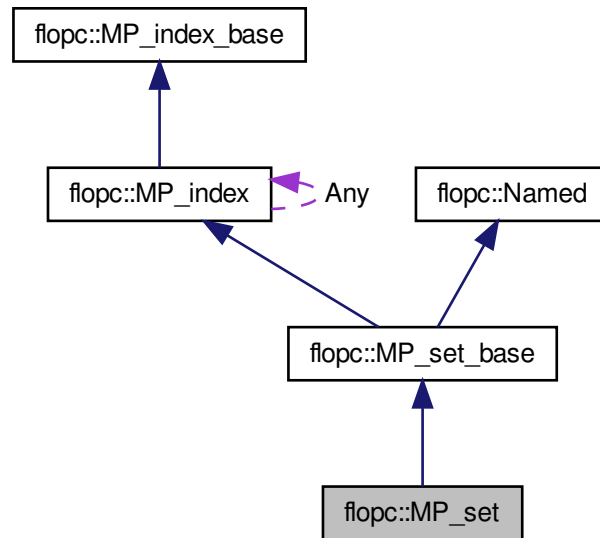 flopc::MP_index_base
flopc::MP_index
Any
flopc::Named
flopc::MP_set_base
flopc::MP_set